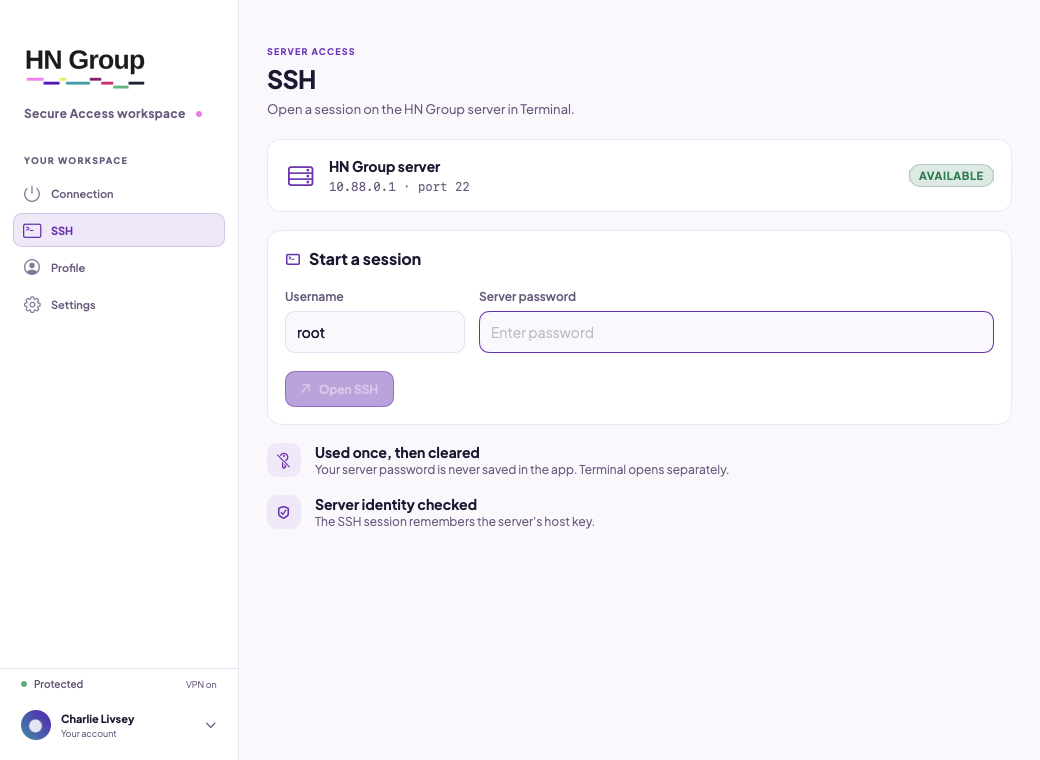 HN Group
Secure Access workspace
YOUR WORKSPACE
Connection
SSH
Profile
Settings
Protected
VPN on
Charlie Livsey
Your account
SERVER ACCESS
SSH
Open a session on the HN Group server in Terminal.
HN Group server
10.88.0.1 · port 22
AVAILABLE
Start a session
Username
Server password
root
Enter password
Open SSH
Used once, then cleared
Your server password is never saved in the app. Terminal opens separately.
Server identity checked
The SSH session remembers the server's host key.